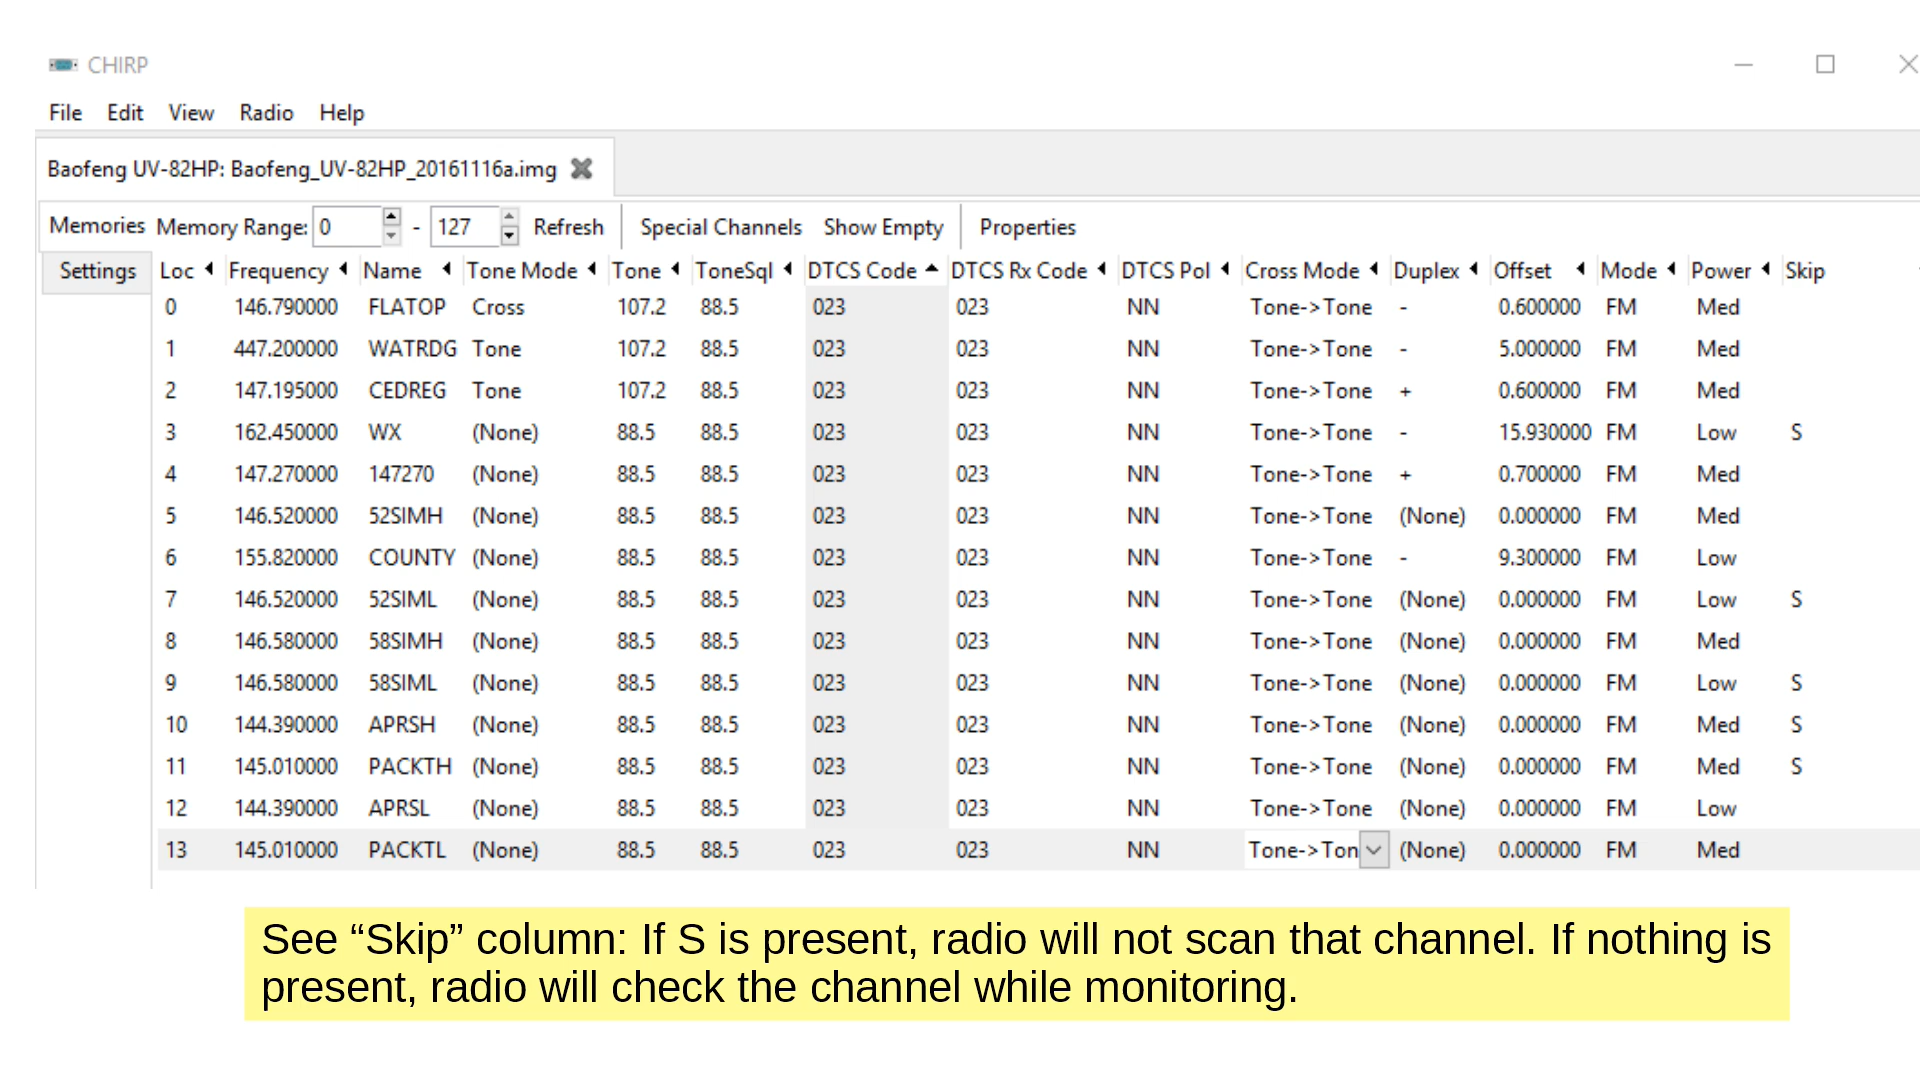 CHIRP
File Edit View Radio Help
Baofeng UV-82HP: Baofeng_UV-82HP_20161116a.img
Memories Memory Range: 0 - 127 Refresh Special Channels Show Empty Properties
Settings Loc Frequency Name Tone Mode Tone ToneSql DTCS Code DTCS Rx Code DTCS Pol Cross Mode Duplex Offset Mode Power Skip
0 146.790000 FLATOP Cross 107.2 88.5 023 023 NN Tone->Tone - 0.600000 FM Med
1 447.200000 WATRDG Tone 107.2 88.5 023 023 NN Tone->Tone - 5.000000 FM Med
2 147.195000 CEDREG Tone 107.2 88.5 023 023 NN Tone->Tone + 0.600000 FM Med
3 162.450000 WX (None) 88.5 88.5 023 023 NN Tone->Tone - 15.930000 FM Low S
4 147.270000 147270 (None) 88.5 88.5 023 023 NN Tone->Tone + 0.700000 FM Med
5 146.520000 52SIMH (None) 88.5 88.5 023 023 NN Tone->Tone (None) 0.000000 FM Med
6 155.820000 COUNTY (None) 88.5 88.5 023 023 NN Tone->Tone - 9.300000 FM Low
7 146.520000 52SIML (None) 88.5 88.5 023 023 NN Tone->Tone (None) 0.000000 FM Low S
8 146.580000 58SIMH (None) 88.5 88.5 023 023 NN Tone->Tone (None) 0.000000 FM Med
9 146.580000 58SIML (None) 88.5 88.5 023 023 NN Tone->Tone (None) 0.000000 FM Low S
10 144.390000 APRSH (None) 88.5 88.5 023 023 NN Tone->Tone (None) 0.000000 FM Med S
11 145.010000 PACKTH (None) 88.5 88.5 023 023 NN Tone->Tone (None) 0.000000 FM Med S
12 144.390000 APRSL (None) 88.5 88.5 023 023 NN Tone->Tone (None) 0.000000 FM Low
13 145.010000 PACKTL (None) 88.5 88.5 023 023 NN Tone->Ton (None) 0.000000 FM Med
See “Skip” column: If S is present, radio will not scan that channel. If nothing is
present, radio will check the channel while monitoring.